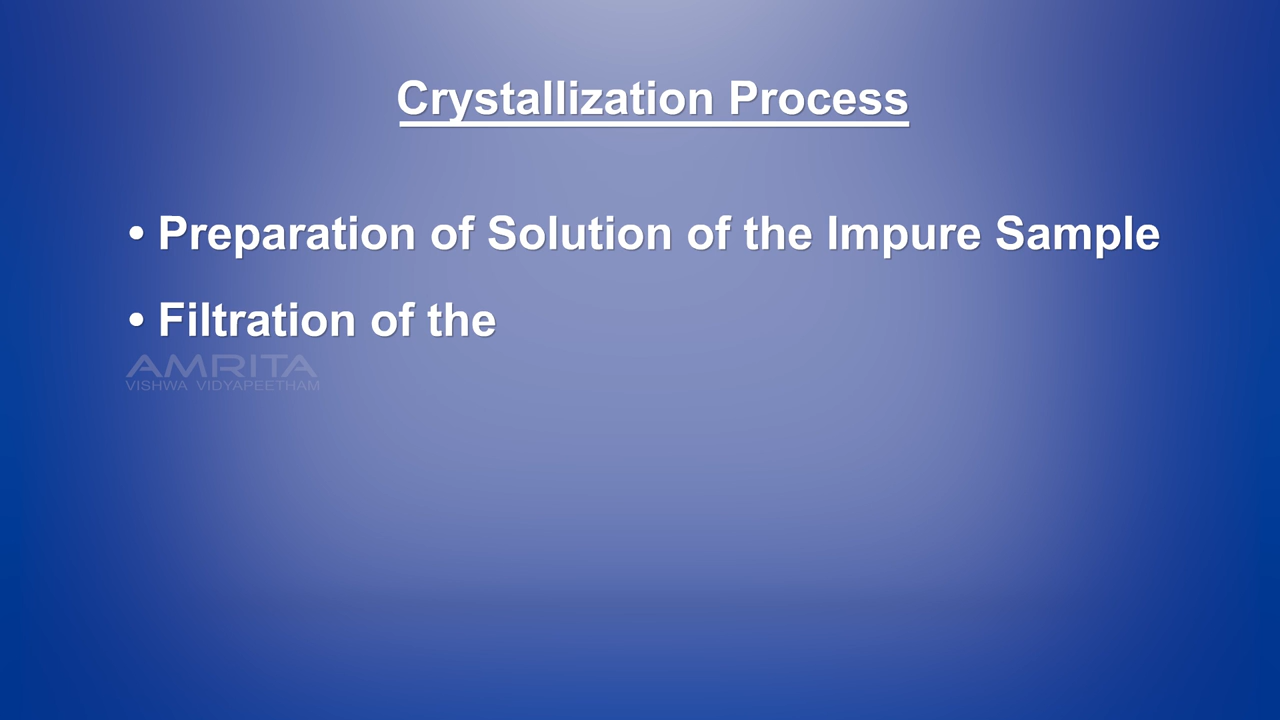 Crystallization Process
• Preparation of Solution of the Impure Sample
• Filtration of the
AMRITA
VISHWA VIDYAPEETHAM